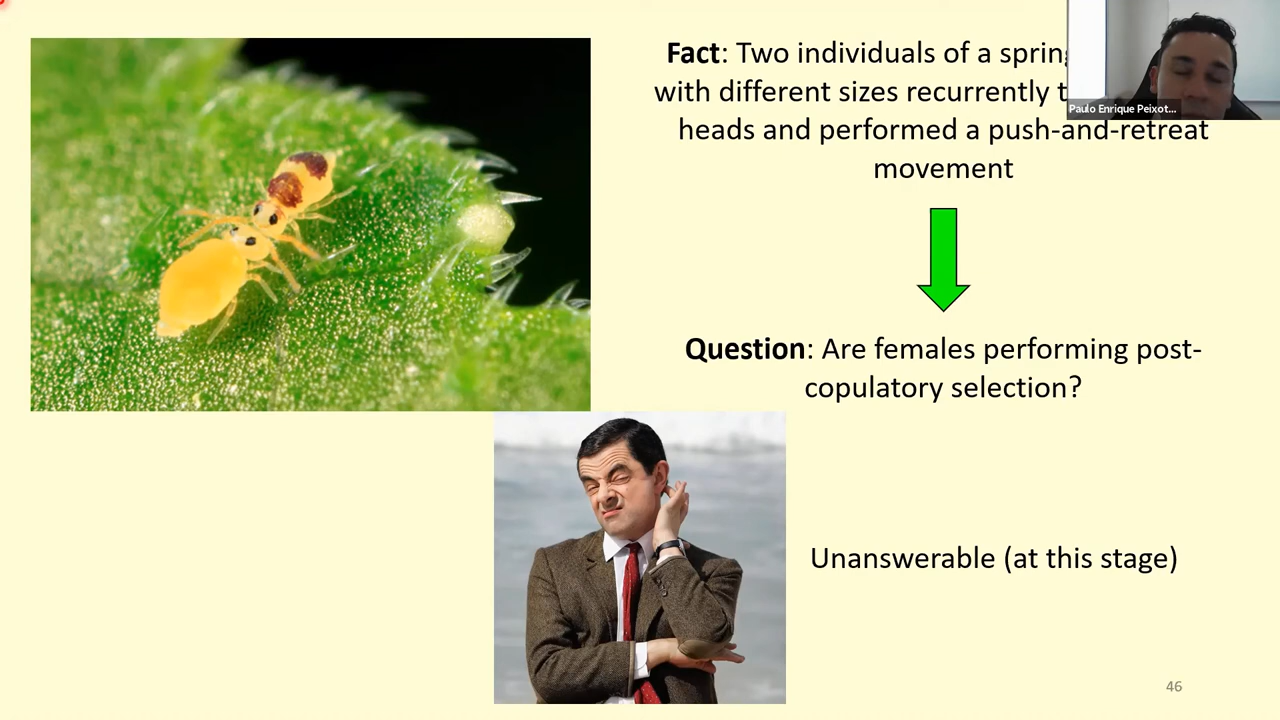 Fact: Two individuals of a spring
with different sizes recurrently t
heads and performed a push-and-retreat
movement
Paulo Enrique Peixot...
Question: Are females performing post-
copulatory selection?
Unanswerable (at this stage)
46